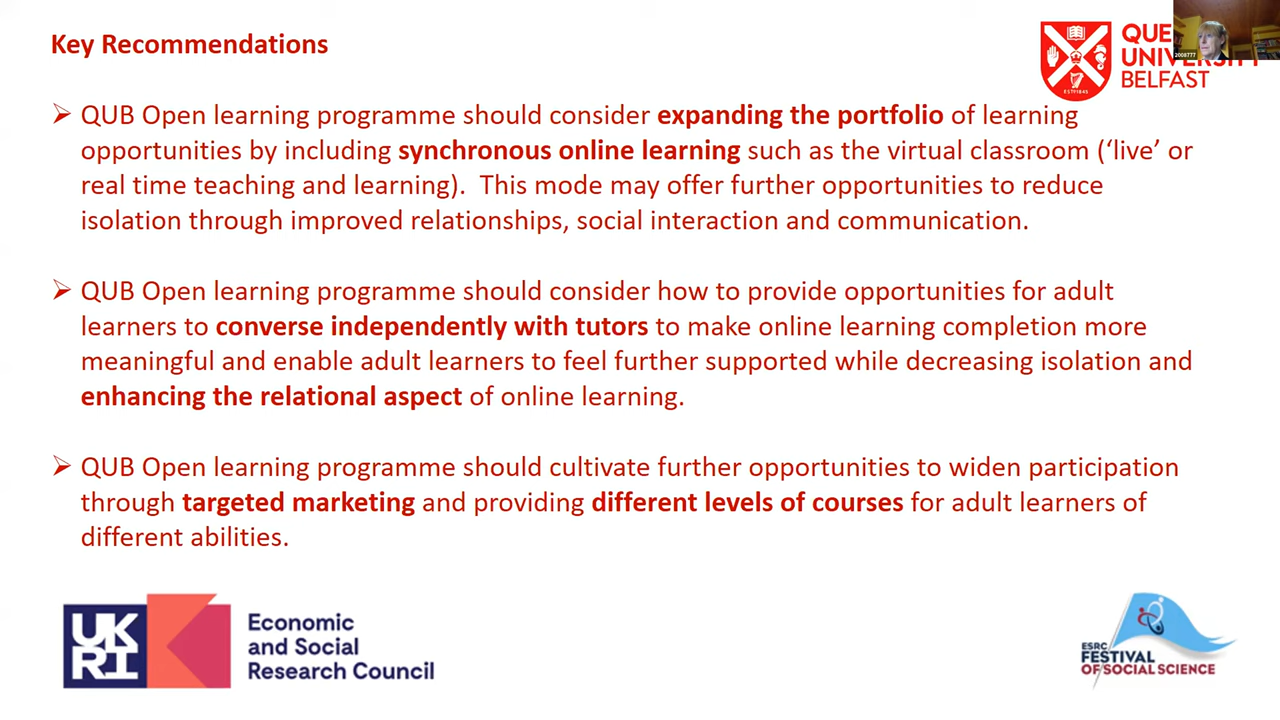 Key Recommendations
QUB Open learning programme should consider expanding the portfolio of learning
opportunities by including synchronous online learning such as the virtual classroom (‘live’ or
real time teaching and learning).  This mode may offer further opportunities to reduce
isolation through improved relationships, social interaction and communication.
QUB Open learning programme should consider how to provide opportunities for adult
learners to converse independently with tutors to make online learning completion more
meaningful and enable adult learners to feel further supported while decreasing isolation and
enhancing the relational aspect of online learning.
QUB Open learning programme should cultivate further opportunities to widen participation
through targeted marketing and providing different levels of courses for adult learners of
different abilities.
QUE
UNIVERSITY
BELFAST
ESTD1845
2008777
UK
RI
Economic
and Social
Research Council
ESRC
FESTIVAL
OF SOCIAL SCIENCE